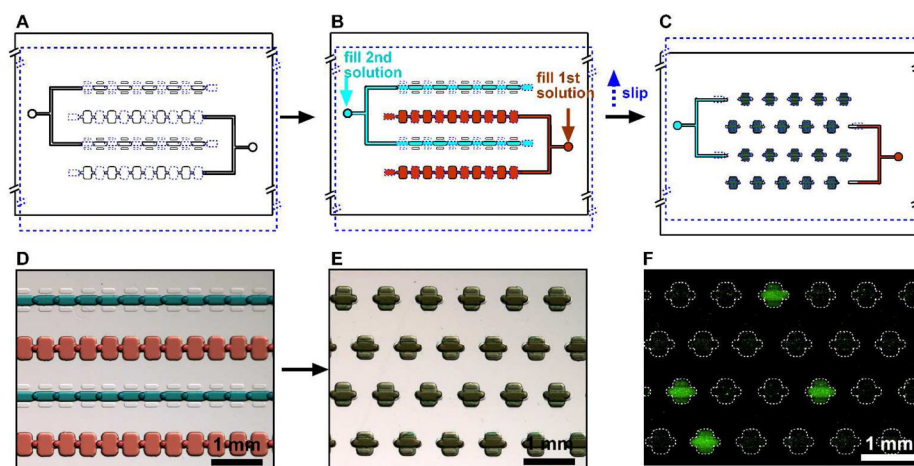 A
B
C
fill 2nd
solution
fill 1st
solution
slip
D
E
F
1 mm
1 mm
1 mm